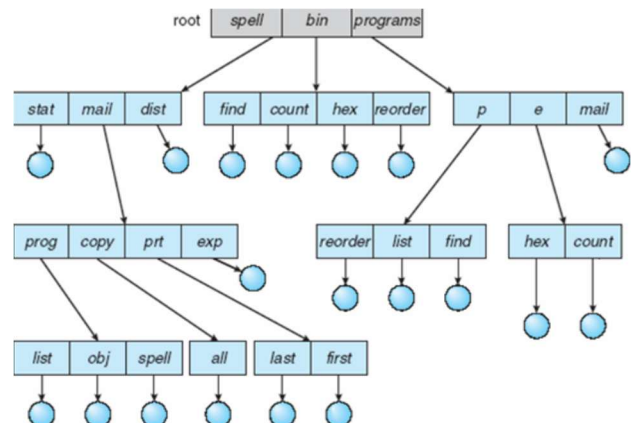 root spell bin programs
stat mail dist find count hex reorder p e mail
prog copy prt exp reorder list find hex count
list obj spell all last first